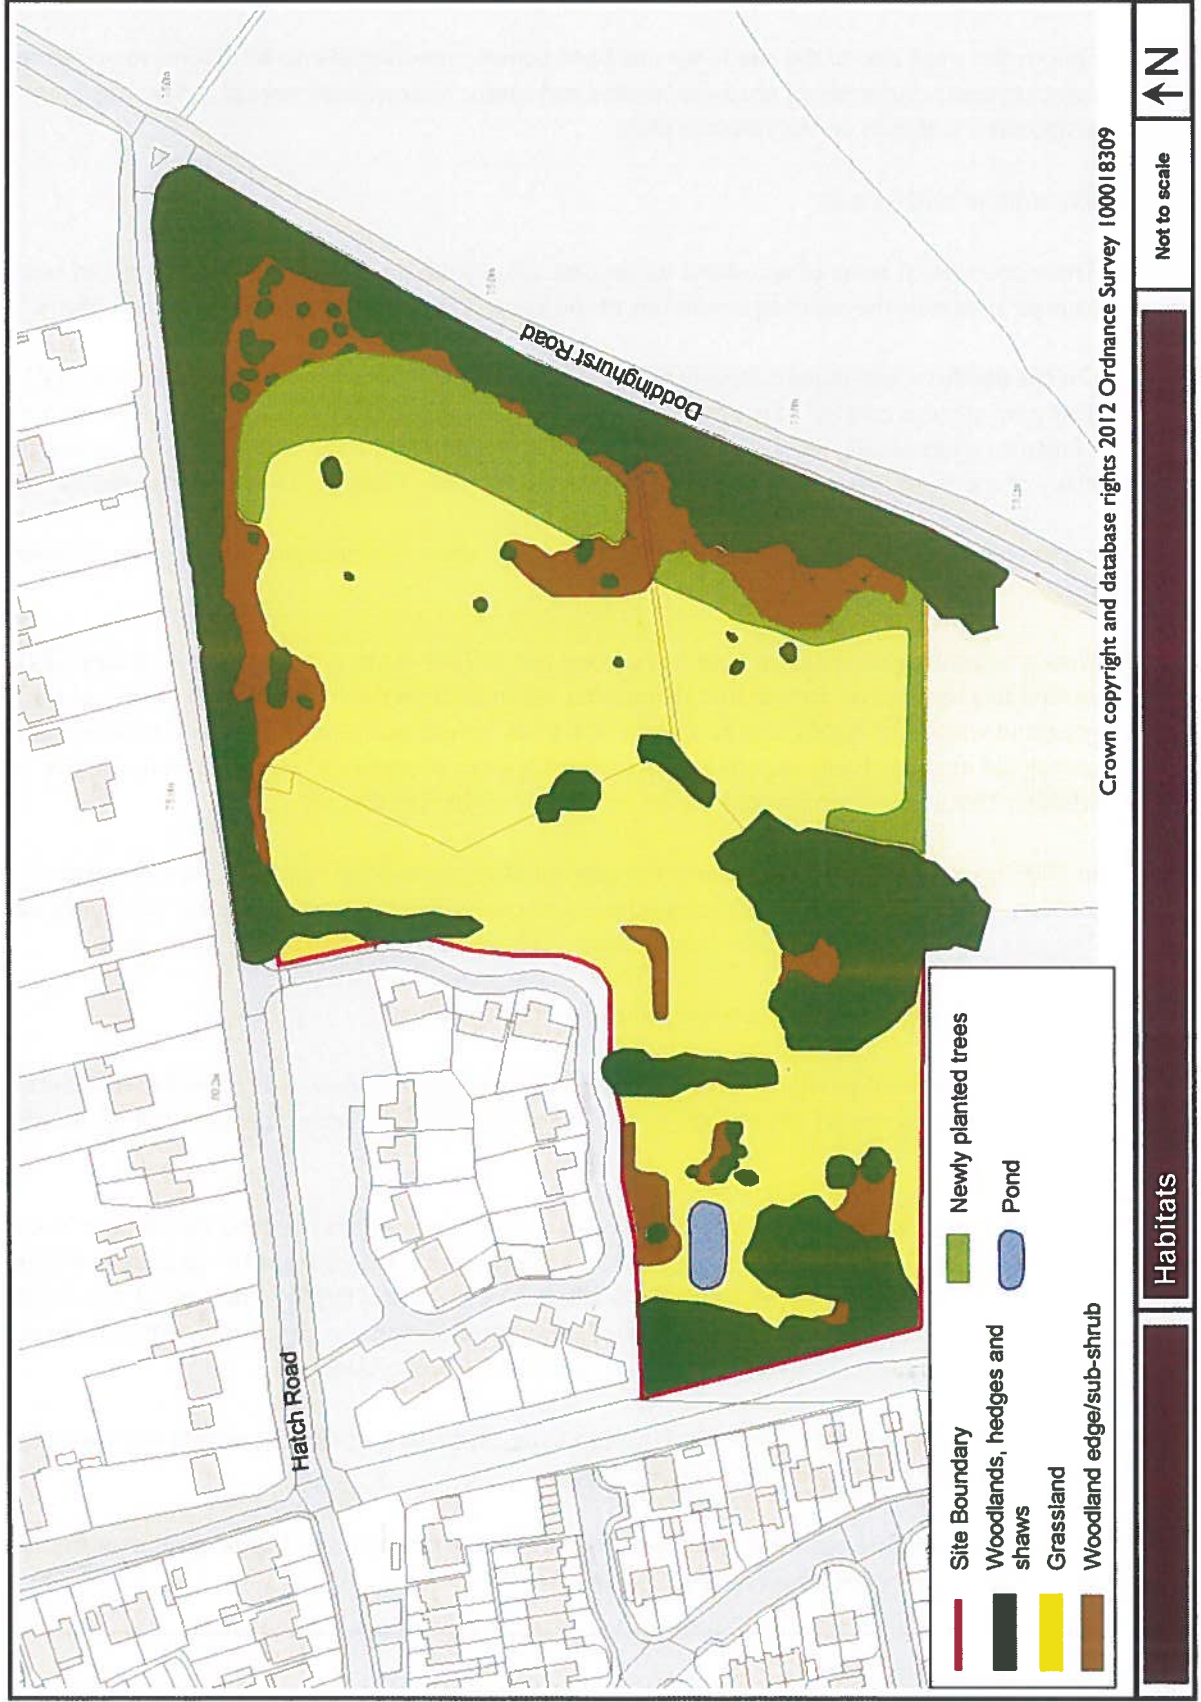 Hatch Road
Doddinghurst Road
Site Boundary
Woodlands, hedges and
shaws
Grassland
Woodland edge/sub-shrub
Newly planted trees
Pond
Crown copyright and database rights 2012 Ordnance Survey 100018309
Habitats
Not to scale
N